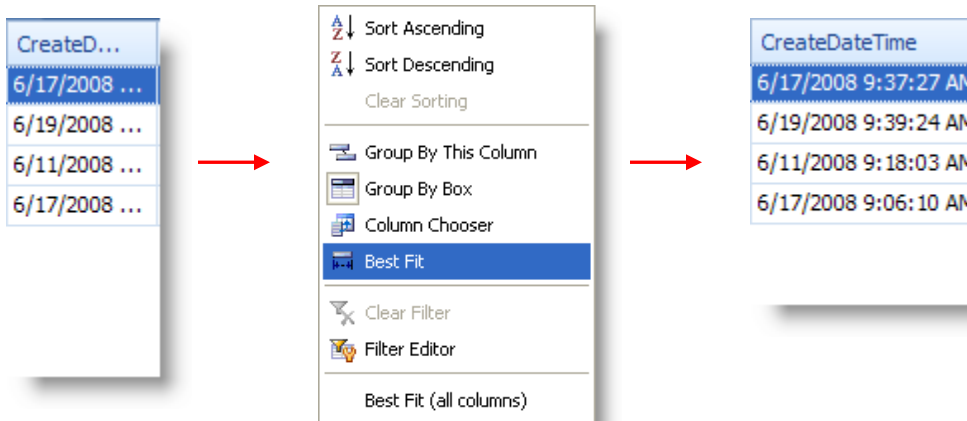 CreateD...
6/17/2008 ...
6/19/2008 ...
6/11/2008 ...
6/17/2008 ...
Sort Ascending
Sort Descending
Clear Sorting
Group By This Column
Group By Box
Column Chooser
Best Fit
Clear Filter
Filter Editor
Best Fit (all columns)
CreateDateTime
6/17/2008 9:37:27 AM
6/19/2008 9:39:24 AM
6/11/2008 9:18:03 AM
6/17/2008 9:06:10 AM